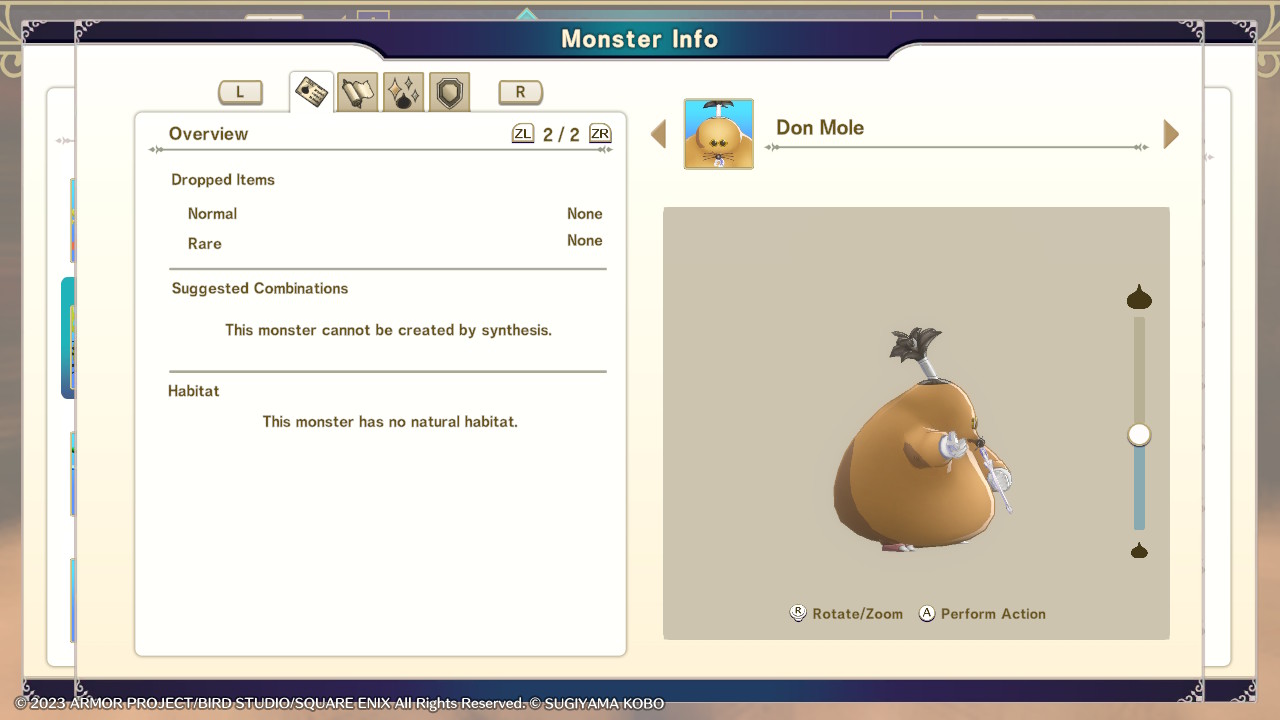 Monster Info
L
R
Overview
ZL 2 / 2 ZR
Don Mole
Dropped Items
Normal None
Rare None
Suggested Combinations
This monster cannot be created by synthesis.
Habitat
This monster has no natural habitat.
R Rotate/Zoom A Perform Action
© 2023 ARMOR PROJECT/BIRD STUDIO/SQUARE ENIX All Rights Reserved. © SUGIYAMA KOBO